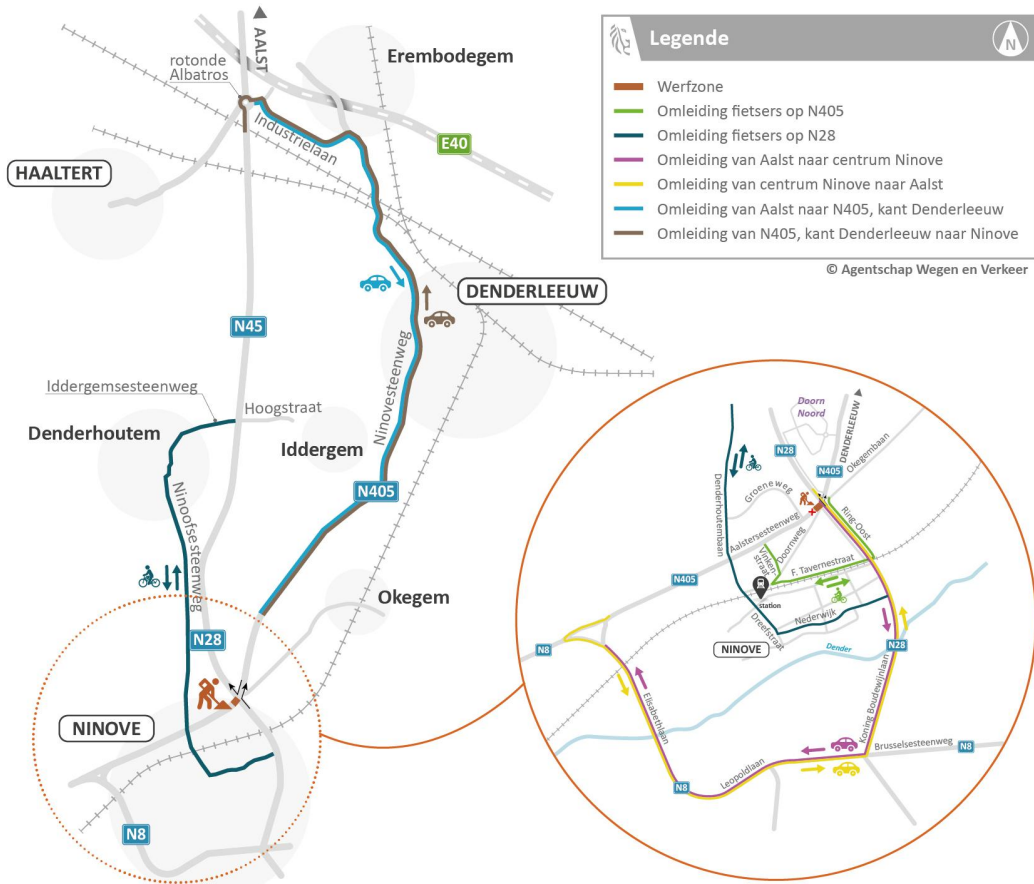 Legende
N
Werfzone
Omleiding fietsers op N405
Omleiding fietsers op N28
Omleiding van Aalst naar centrum Ninove
Omleiding van centrum Ninove naar Aalst
Omleiding van Aalst naar N405, kant Denderleeuw
Omleiding van N405, kant Denderleeuw naar Ninove
© Agentschap Wegen en Verkeer
AALST
rotonde
Albatros
Erembodegem
Industrielaan
E40
HAALTERT
DENDERLEEUW
N45
Ninovesteenweg
Iddergemsesteenweg
Hoogstraat
Denderhoutem
Iddergem
N405
Ninoofsesteenweg
Okegem
N28
NINOVE
N8
Doorn
Noord
DENDERLEEUW
N28
N405
Okegembaan
Denderhoutembaan
Groeneweg
Aalstersesteenweg
Doornweg
Ring-Oost
Vinken-
straat
F. Tavernestraat
N405
station
Nederwijk
Dreefstraat
NINOVE
Dender
N28
N8
Elisabethlaan
Koning Boudewijnlaan
Brusselsesteenweg
N8
Leopoldlaan
N8